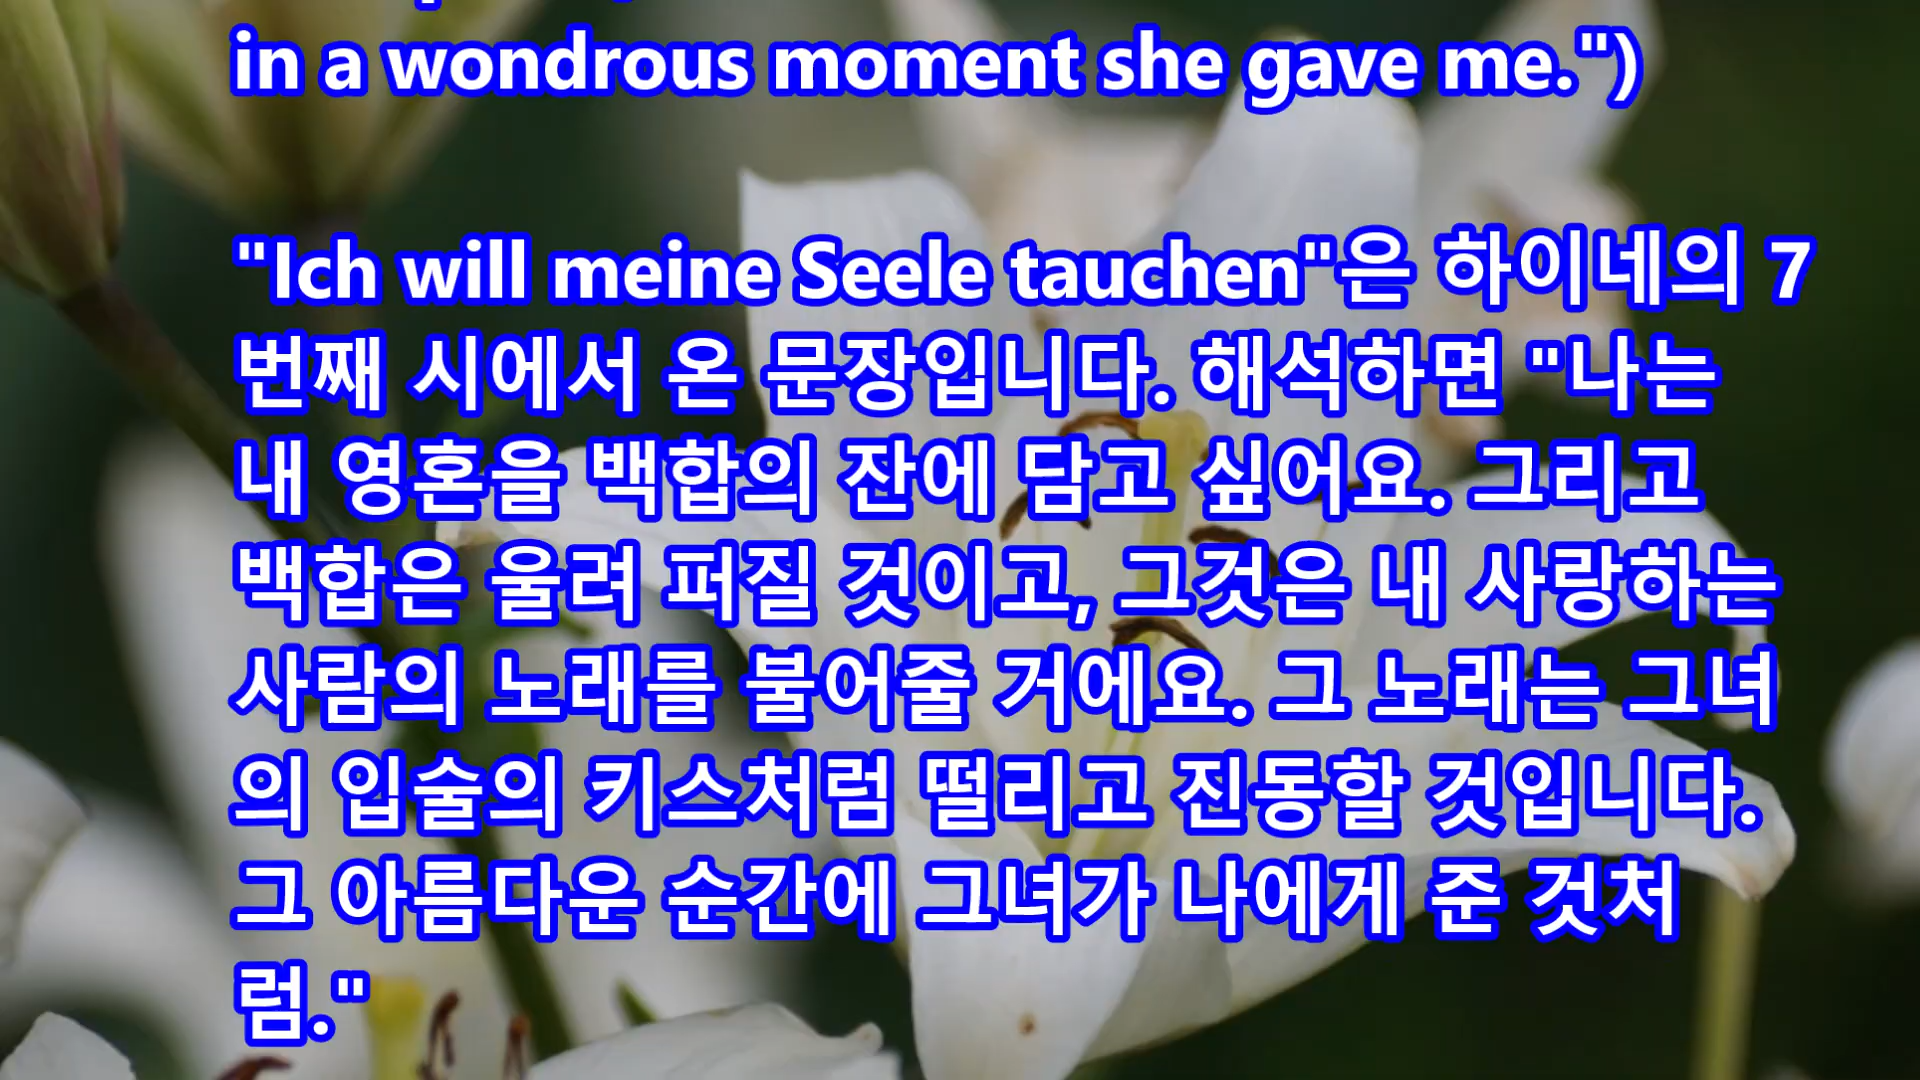 in a wondrous moment she gave me.")
"Ich will meine Seele tauchen"은 하이네의 7
번째 시에서 온 문장입니다. 해석하면 "나는
내 영혼을 백합의 잔에 담고 싶어요. 그리고
백합은 울려 퍼질 것이고, 그것은 내 사랑하는
사람의 노래를 불어줄 거에요. 그 노래는 그녀
의 입술의 키스처럼 떨리고 진동할 것입니다.
그 아름다운 순간에 그녀가 나에게 준 것처
럼."